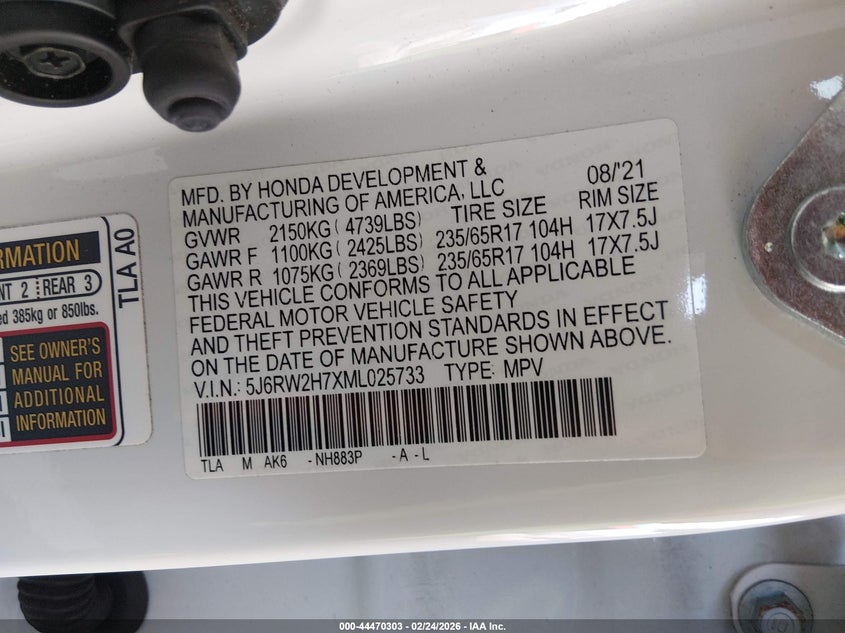 MFD. BY HONDA DEVELOPMENT &
MANUFACTURING OF AMERICA, LLC 08/'21
GVWR 2150KG ( 4739LBS) TIRE SIZE RIM SIZE
GAWR F 1100KG ( 2425LBS) 235/65R17 104H 17X7.5J
GAWR R 1075KG ( 2369LBS) 235/65R17 104H 17X7.5J
THIS VEHICLE CONFORMS TO ALL APPLICABLE
FEDERAL MOTOR VEHICLE SAFETY
AND THEFT PREVENTION STANDARDS IN EFFECT
ON THE DATE OF MANUFACTURE SHOWN ABOVE.
V.I.N.: 5J6RW2H7XML025733 TYPE: MPV
TLA M AK6 -NH883P -A-L
2 REAR 3
385kg or 850lbs.
SEE OWNER'S
MANUAL FOR
ADDITIONAL
INFORMATION
TLA A0
000-44470303 - 02/24/2026 - IAA Inc.